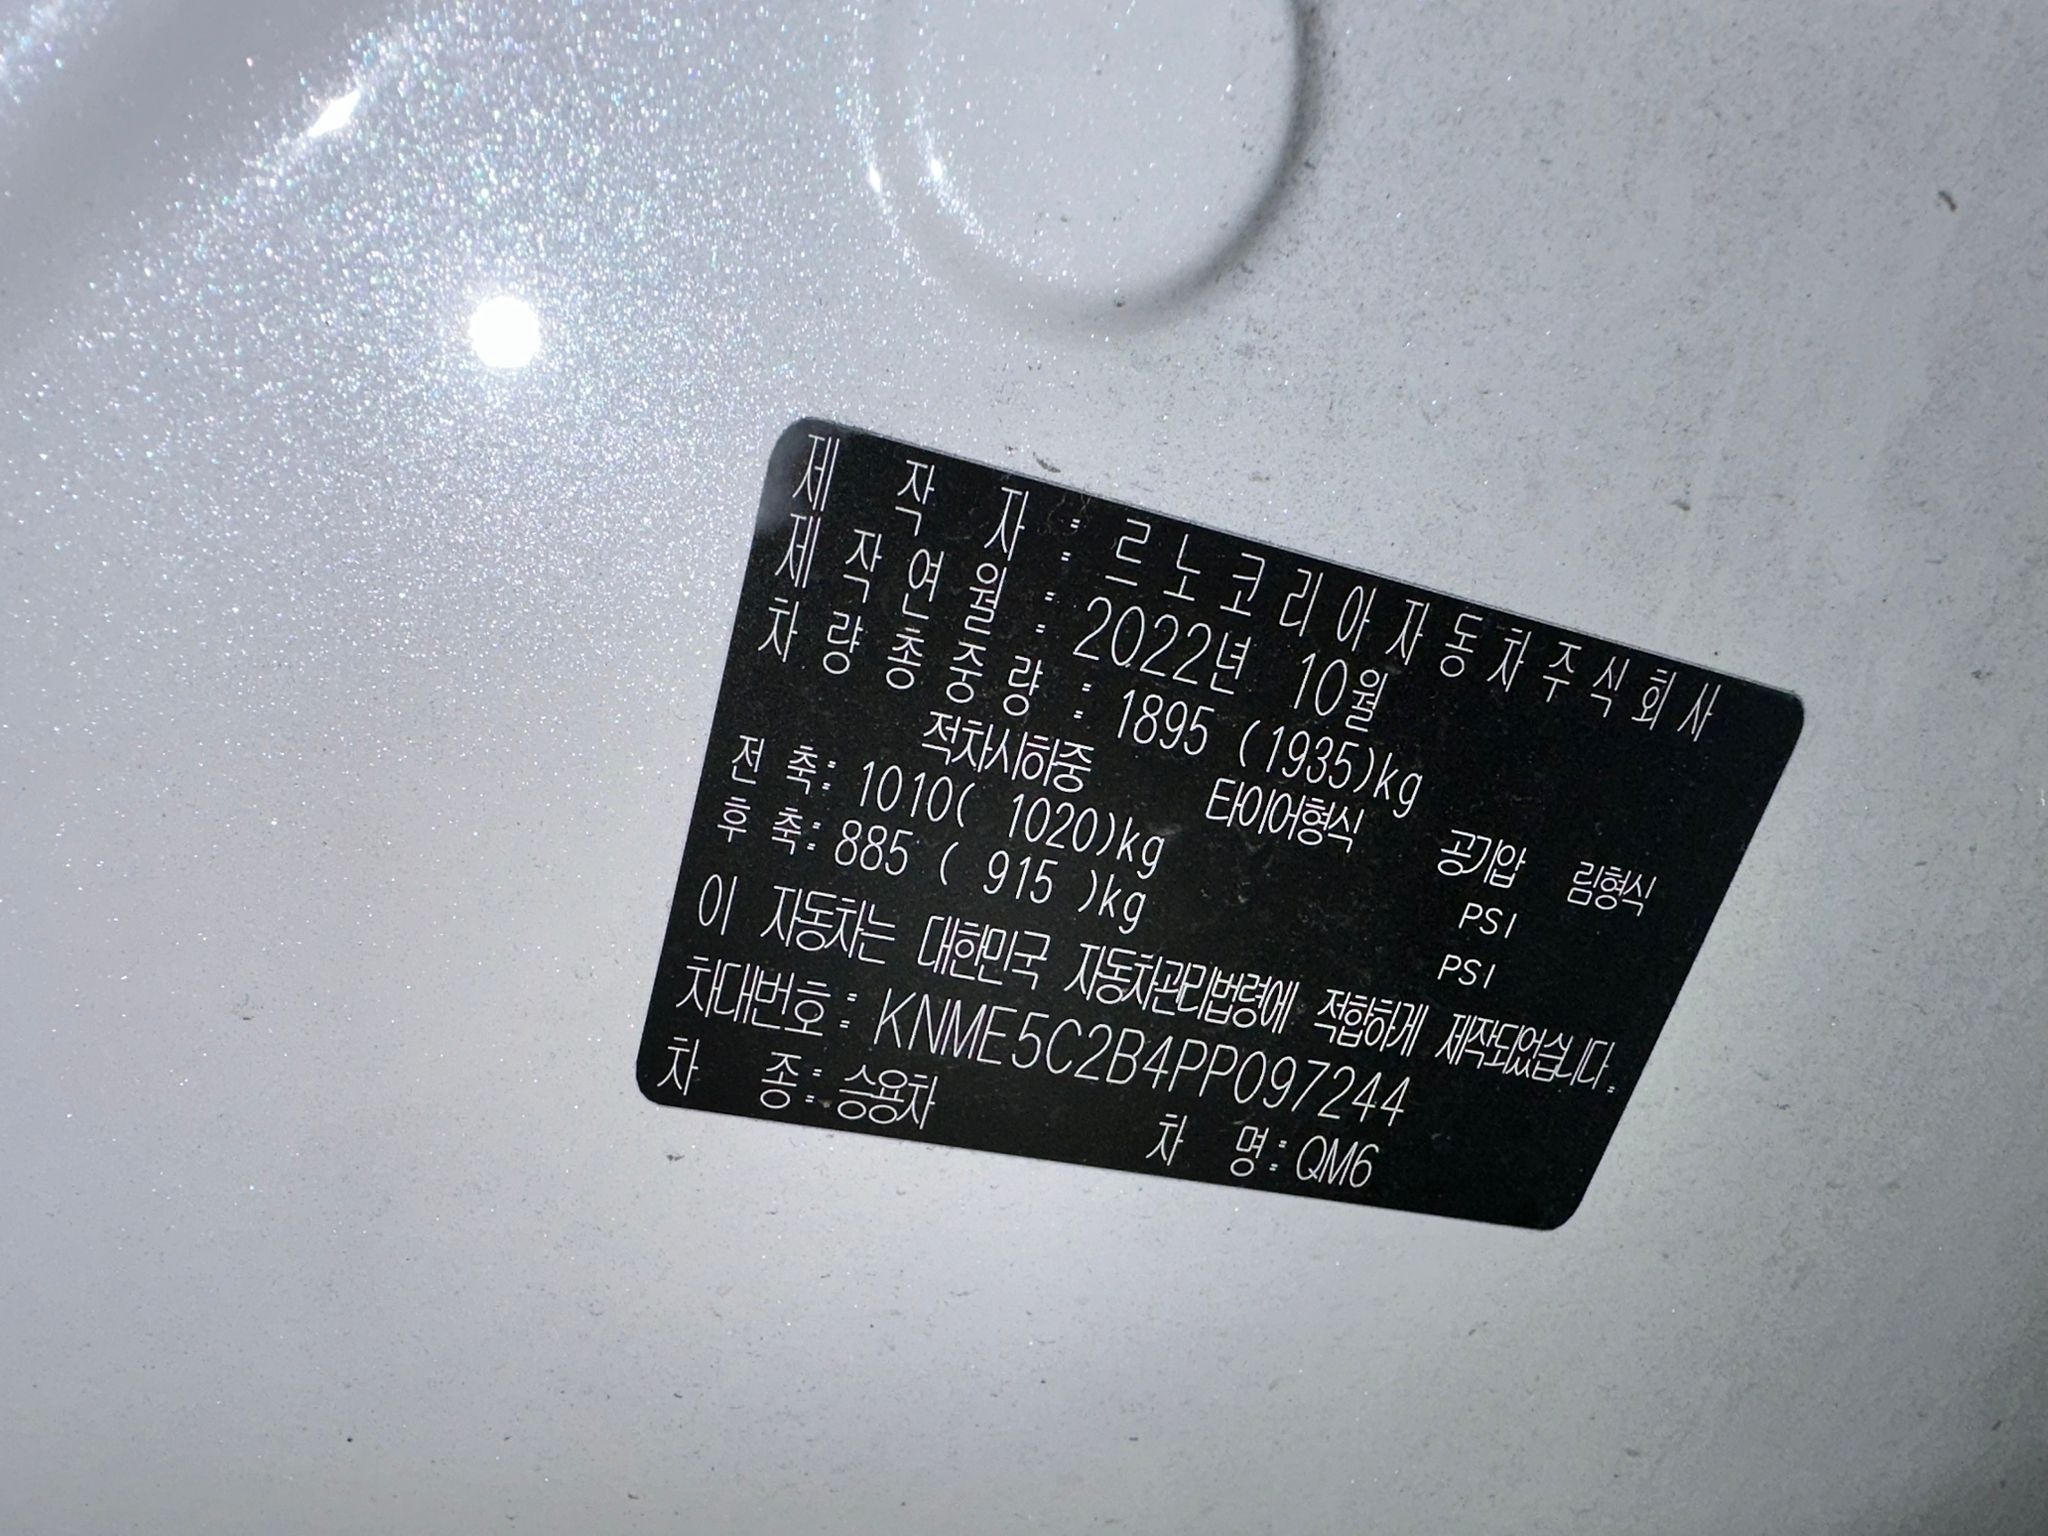 제 작 자 : 르노코리아자동차주식회사
제작연월 : 2022년 10월
차량총중량 : 1895 (1935)kg
적차시하중 타이어형식 공기압 림형식
전 축: 1010( 1020)kg PSI
후 축: 885 ( 915 )kg PSI
이 자동차는 대한민국 자동차관리법령에 적합하게 제작되었습니다.
차대번호: KNME5C2B4PP097244
차 종: 승용차 차 명: QM6